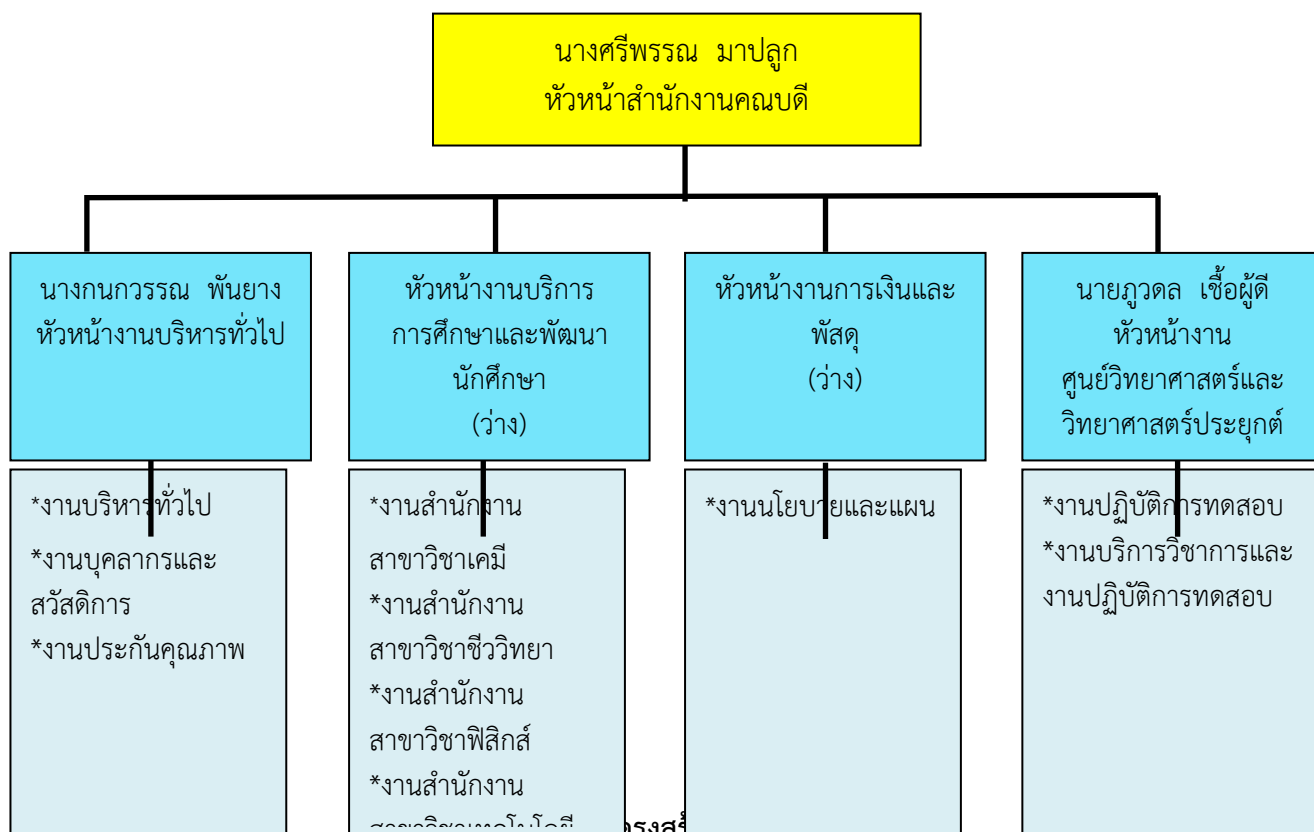 นางศรีพรรณ มาปลูก
หัวหน้าสำนักงานคณบดี
นางกนกวรรณ พันยาง
หัวหน้างานบริหารทั่วไป
หัวหน้างานบริการ
การศึกษาและพัฒนา
นักศึกษา
(ว่าง)
หัวหน้างานการเงินและ
พัสดุ
(ว่าง)
นายภูวดล เชื้อผู้ดี
หัวหน้างาน
ศูนย์วิทยาศาสตร์และ
วิทยาศาสตร์ประยุกต์
*งานบริหารทั่วไป
*งานบุคลากรและ
สวัสดิการ
*งานประกันคุณภาพ
*งานสำนักงาน
สาขาวิชาเคมี
*งานสำนักงาน
สาขาวิชาชีววิทยา
*งานสำนักงาน
สาขาวิชาฟิสิกส์
*งานสำนักงาน
*งานนโยบายและแผน
*งานปฏิบัติการทดสอบ
*งานบริการวิชาการและ
งานปฏิบัติการทดสอบ